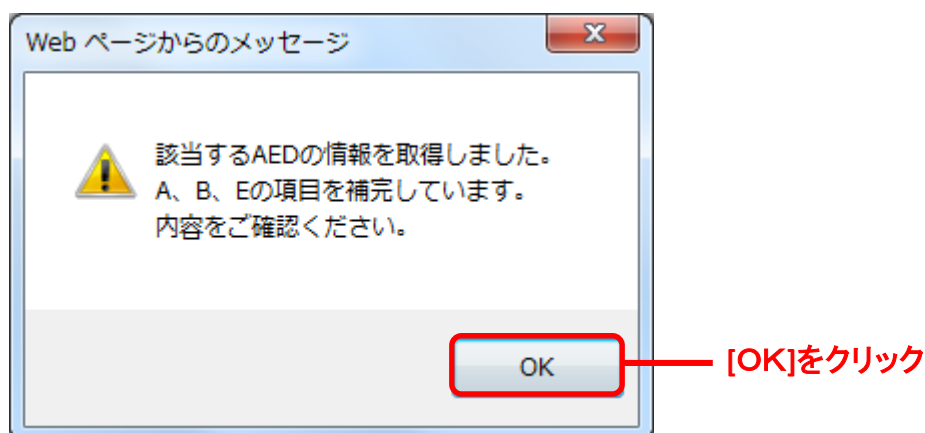 Web ページからのメッセージ
該当するAEDの情報を取得しました。
A、B、Eの項目を補完しています。
内容をご確認ください。
OK
[OK]をクリック